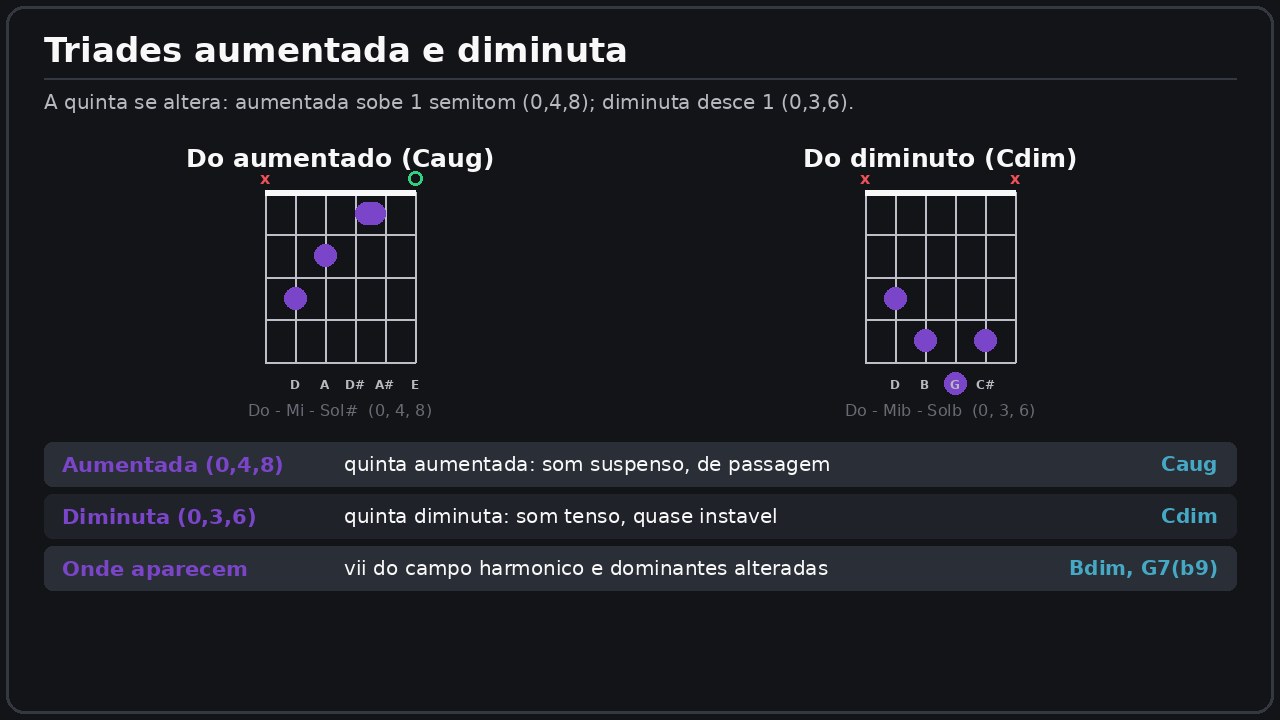 Triades aumentada e diminuta
A quinta se altera: aumentada sobe 1 semitom (0,4,8); diminuta desce 1 (0,3,6).
Do aumentado (Caug)
x
D A D# A# E
Do - Mi - Sol# (0, 4, 8)
Do diminuto (Cdim)
x x
D B G C#
Do - Mib - Solb (0, 3, 6)
Aumentada (0,4,8) quinta aumentada: som suspenso, de passagem Caug
Diminuta (0,3,6) quinta diminuta: som tenso, quase instavel Cdim
Onde aparecem vii do campo harmonico e dominantes alteradas Bdim, G7(b9)